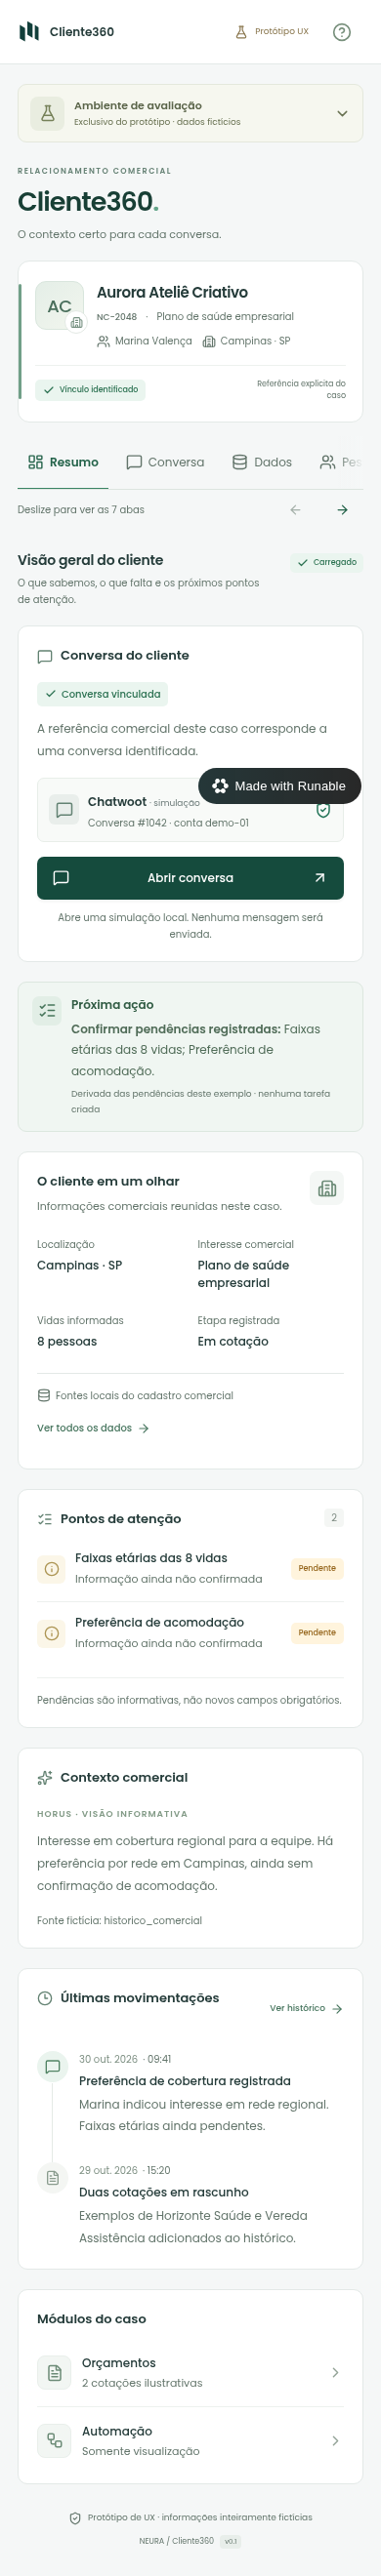 Cliente360
Protótipo UX
Ambiente de avaliação
Exclusivo do protótipo · dados fictícios
RELACIONAMENTO COMERCIAL
Cliente360.
O contexto certo para cada conversa.
AC
Aurora Ateliê Criativo
NC-2048 · Plano de saúde empresarial
Marina Valença Campinas · SP
Vínculo identificado
Referência explícita do
caso
Resumo Conversa Dados Pes
Deslize para ver as 7 abas
Visão geral do cliente
Carregado
O que sabemos, o que falta e os próximos pontos
de atenção.
Conversa do cliente
Conversa vinculada
A referência comercial deste caso corresponde a
uma conversa identificada.
Made with Runable
Chatwoot · simulação
Conversa #1042 · conta demo-01
Abrir conversa
Abre uma simulação local. Nenhuma mensagem será
enviada.
Próxima ação
Confirmar pendências registradas: Faixas
etárias das 8 vidas; Preferência de
acomodação.
Derivada das pendências deste exemplo · nenhuma tarefa
criada
O cliente em um olhar
Informações comerciais reunidas neste caso.
Localização
Campinas · SP
Interesse comercial
Plano de saúde
empresarial
Vidas informadas
8 pessoas
Etapa registrada
Em cotação
Fontes locais do cadastro comercial
Ver todos os dados
Pontos de atenção
2
Faixas etárias das 8 vidas
Informação ainda não confirmada
Pendente
Preferência de acomodação
Informação ainda não confirmada
Pendente
Pendências são informativas, não novos campos obrigatórios.
Contexto comercial
HORUS · VISÃO INFORMATIVA
Interesse em cobertura regional para a equipe. Há
preferência por rede em Campinas, ainda sem
confirmação de acomodação.
Fonte fictícia: historico_comercial
Últimas movimentações
Ver histórico
30 out. 2026 · 09:41
Preferência de cobertura registrada
Marina indicou interesse em rede regional.
Faixas etárias ainda pendentes.
29 out. 2026 · 15:20
Duas cotações em rascunho
Exemplos de Horizonte Saúde e Vereda
Assistência adicionados ao histórico.
Módulos do caso
Orçamentos
2 cotações ilustrativas
Automação
Somente visualização
Protótipo de UX · informações inteiramente fictícias
NEURA / Cliente360 v0.1